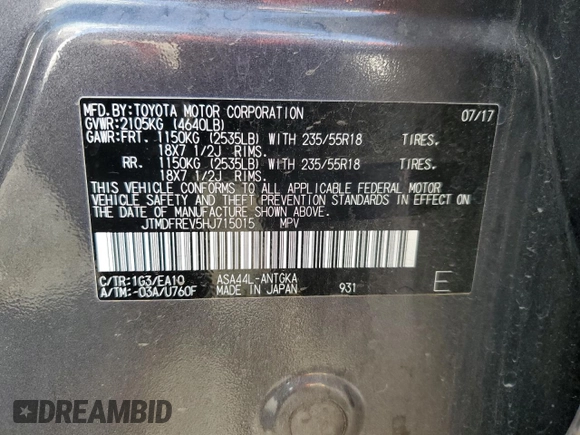 MFD.BY:TOYOTA MOTOR CORPORATION 07/17
GVWR:2105KG (4640LB)
GAWR:FRT. 1150KG (2535LB) WITH 235/55R18 TIRES.
18X7 1/2J RIMS.
RR. 1150KG (2535LB) WITH 235/55R18 TIRES.
18X7 1/2J RIMS.
THIS VEHICLE CONFORMS TO ALL APPLICABLE FEDERAL MOTOR
VEHICLE SAFETY AND THEFT PREVENTION STANDARDS IN EFFECT ON
THE DATE OF MANUFACTURE SHOWN ABOVE.
JTMDFREV5HJ715015 MPV
C/TR:1G3/EA10 ASA44L-ANTGKA
A/TM:-03A/U760F MADE IN JAPAN 931 E
DREAMBID